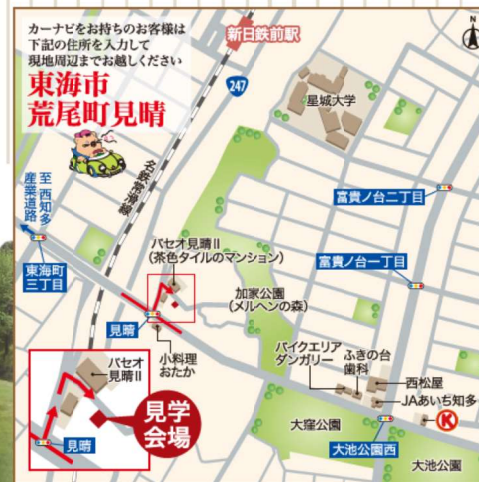 カーナビをお持ちのお客様は
下記の住所を入力して
現地周辺までお越しください
東海市
荒尾町見晴
新日鉄前駅
N
247
星城大学
名鉄常滑線
至 西知多
産業道路
富貴ノ台二丁目
パセオ見晴Ⅱ
(茶色タイルのマンション)
富貴ノ台一丁目
東海町
三丁目
加家公園
(メルヘンの森)
見晴
小料理
おたか
バイクエリア
ダンガリー
ふきの台
歯科
西松屋
JAあいち知多
K
パセオ
見晴Ⅱ
見学
会場
見晴
大窪公園
大池公園西
大池公園